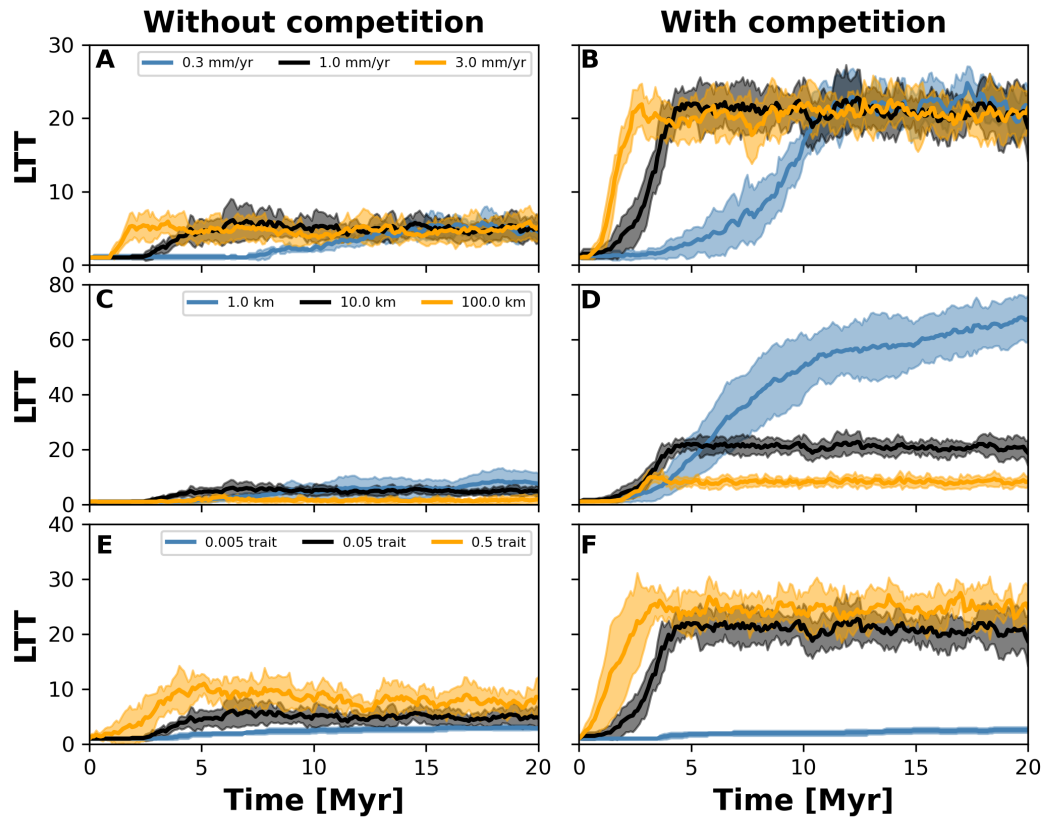 Without competition With competition
30 A 0.3 mm/yr 1.0 mm/yr 3.0 mm/yr B
20
LTT
10
0
80 C 1.0 km 10.0 km 100.0 km D
60
LTT
40
20
0
40 E 0.005 trait 0.05 trait 0.5 trait F
30
LTT
20
10
0
0 5 10 15 20 0 5 10 15 20
Time [Myr] Time [Myr]